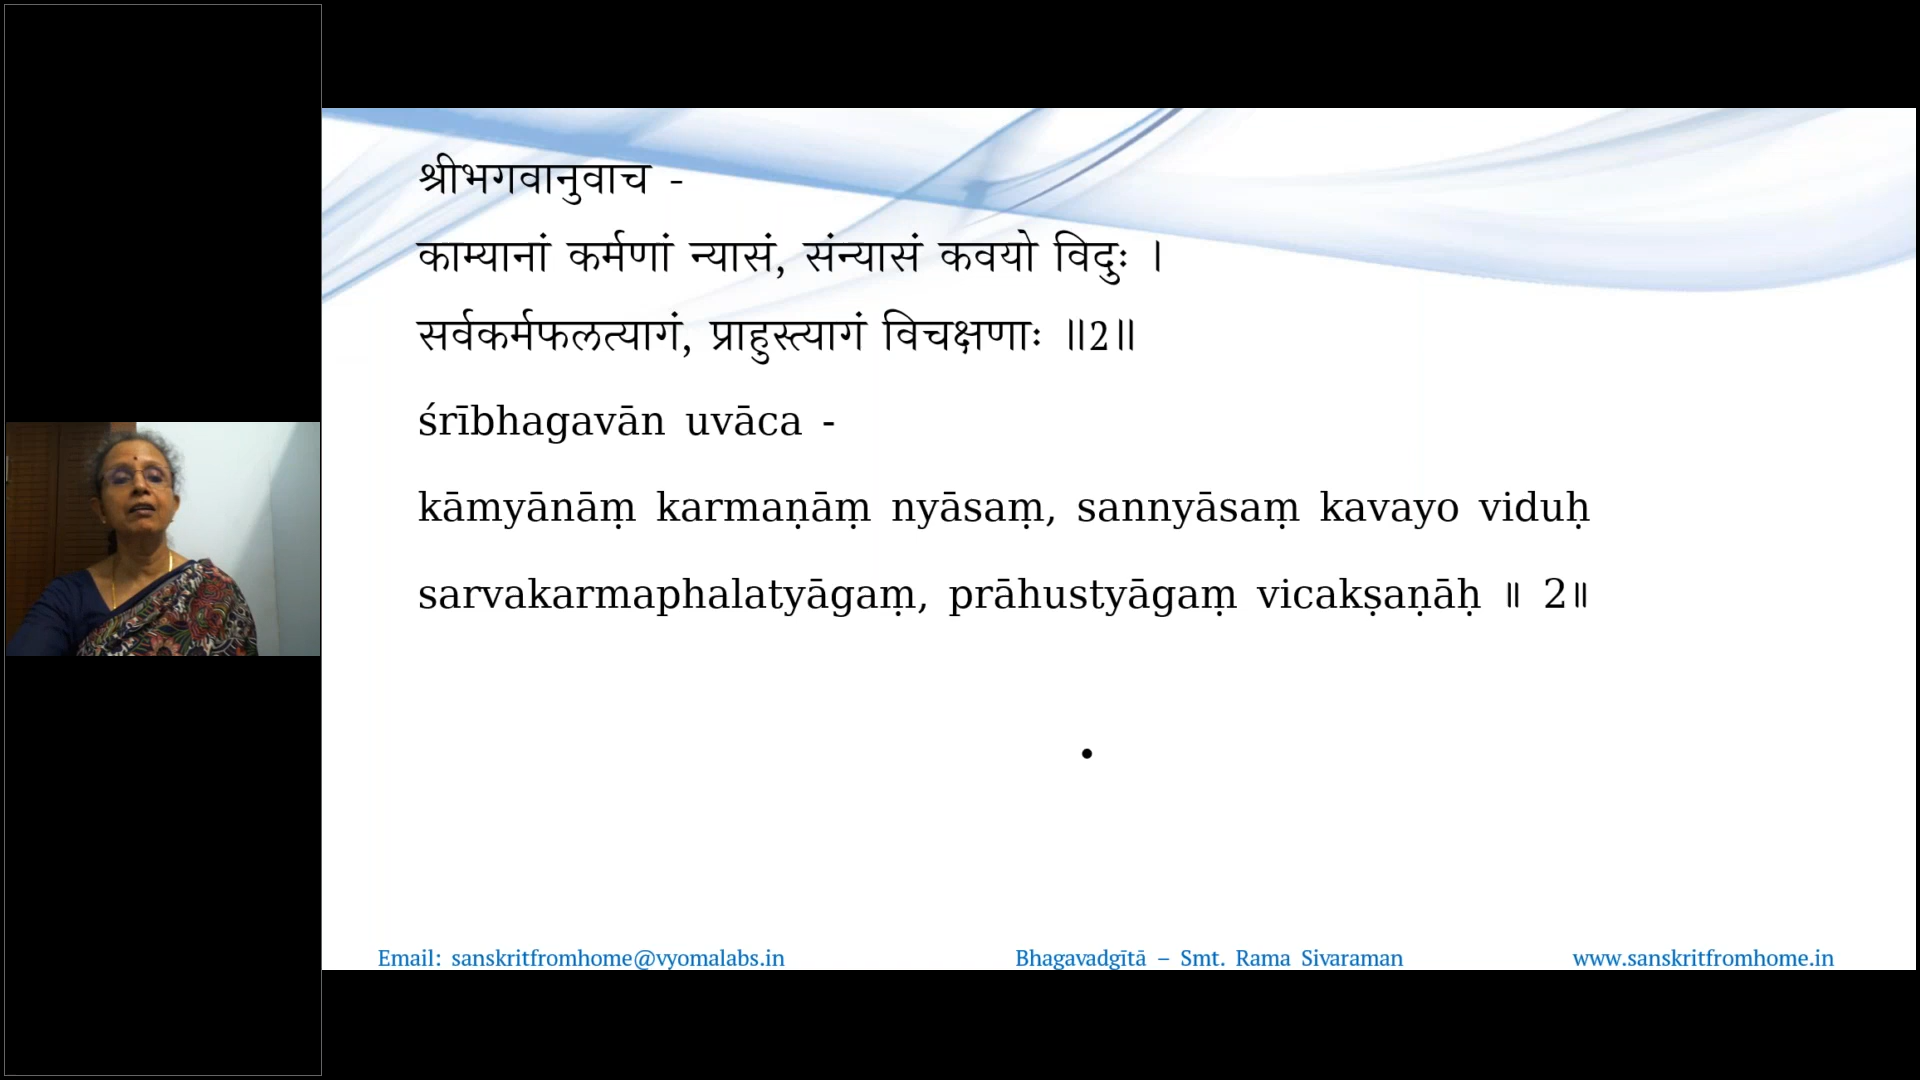 श्रीभगवानुवाच -
काम्यानां कर्मणां न्यासं, संन्यासं कवयो विदुः ।
सर्वकर्मफलत्यागं, प्राहुस्त्यागं विचक्षणाः ॥2॥
śrībhagavān uvāca -
kāmyānāṃ karmaṇāṃ nyāsaṃ, sannyāsaṃ kavayo viduḥ
sarvakarmaphalatyāgaṃ, prāhustyāgaṃ vicakṣaṇāḥ ॥ 2॥
Email: sanskritfromhome@vyomalabs.in Bhagavadgītā – Smt. Rama Sivaraman www.sanskritfromhome.in